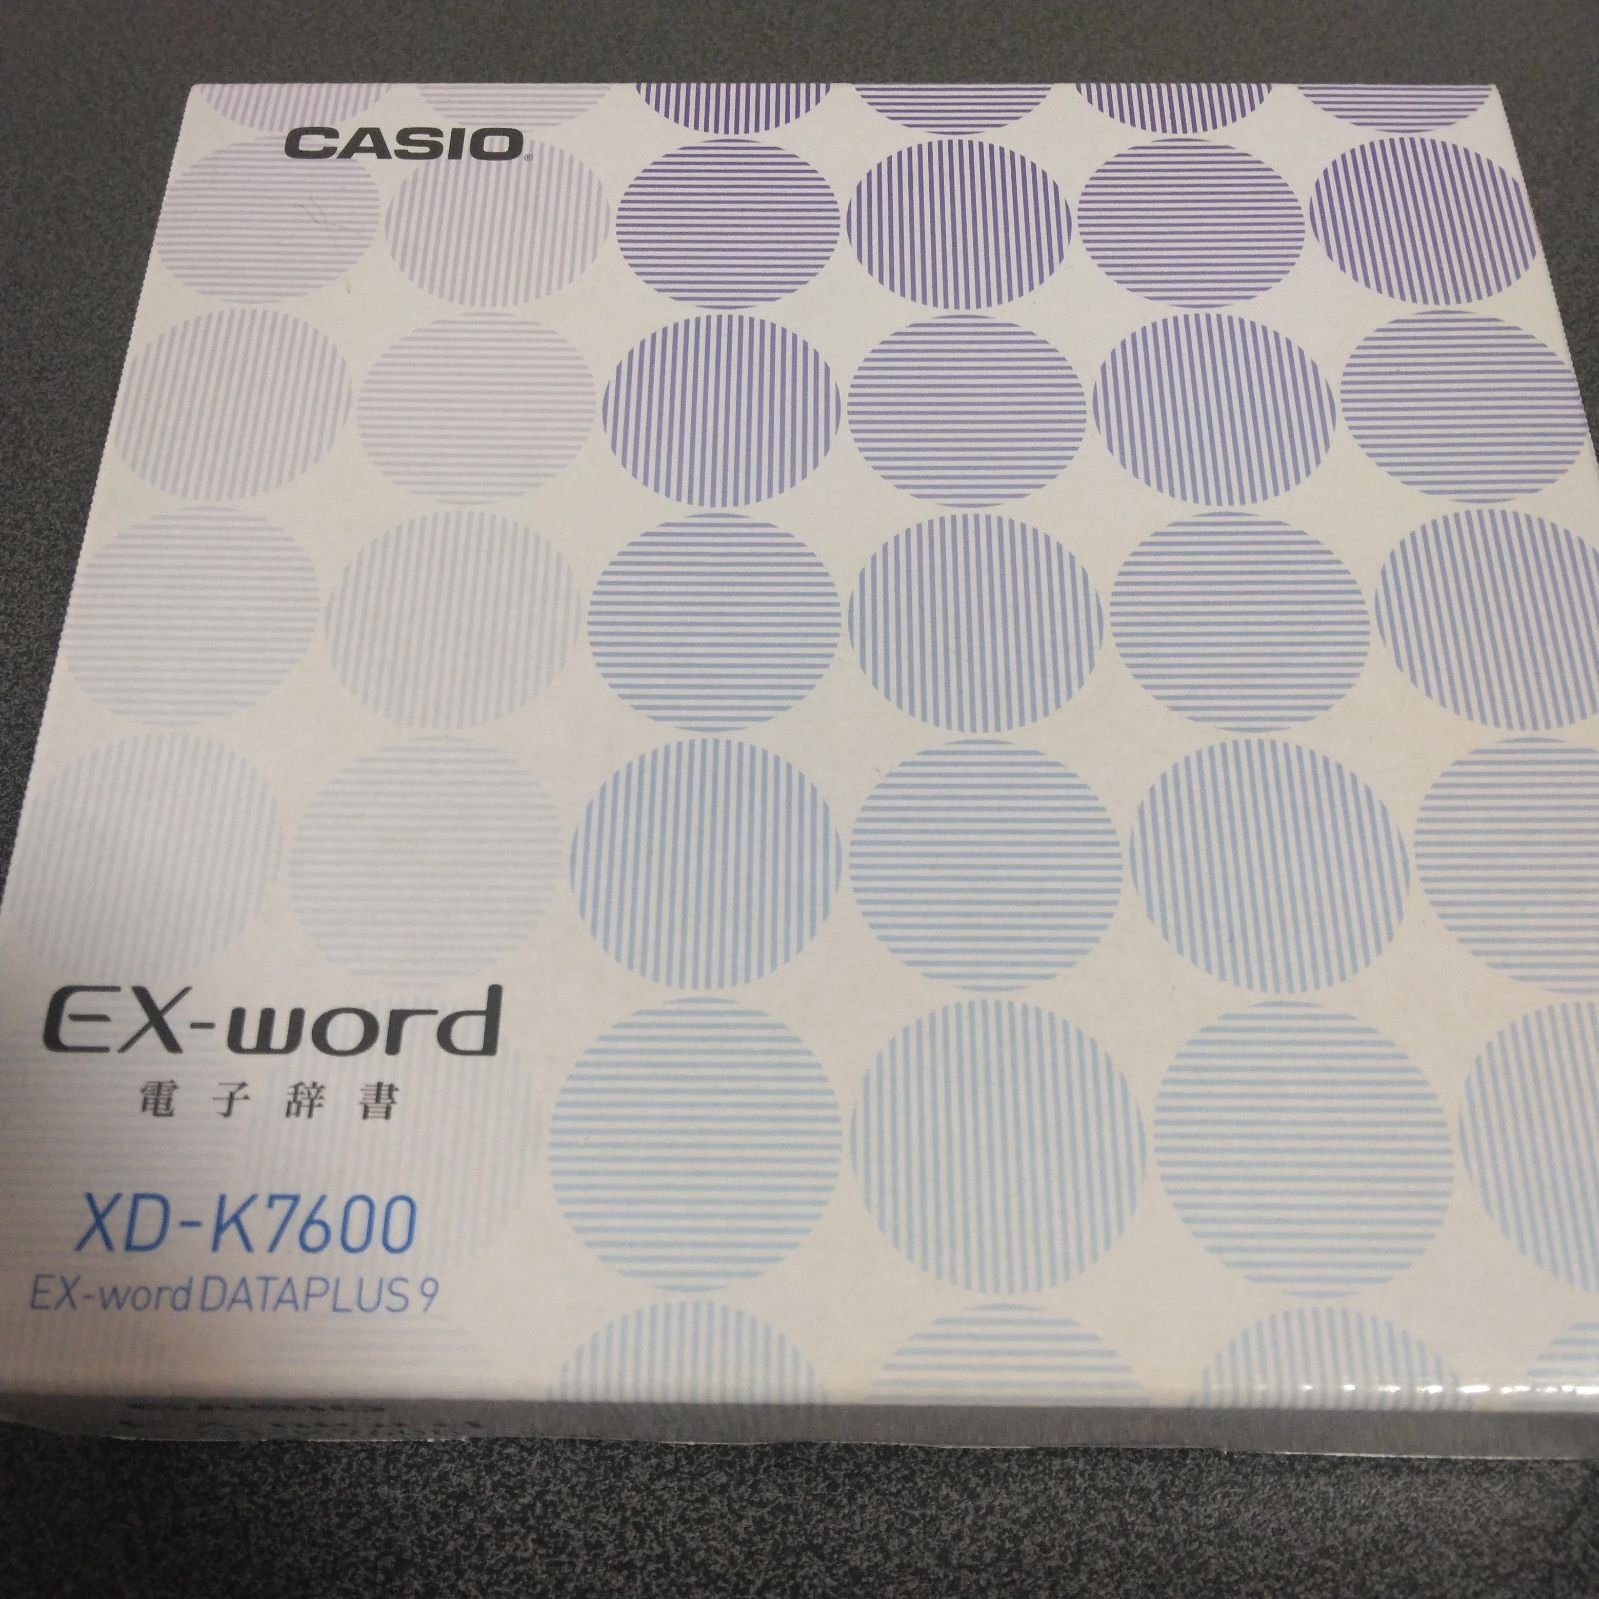 CASIO®
EX-word
電子辞書
XD-K7600
EX-word DATAPLUS 9